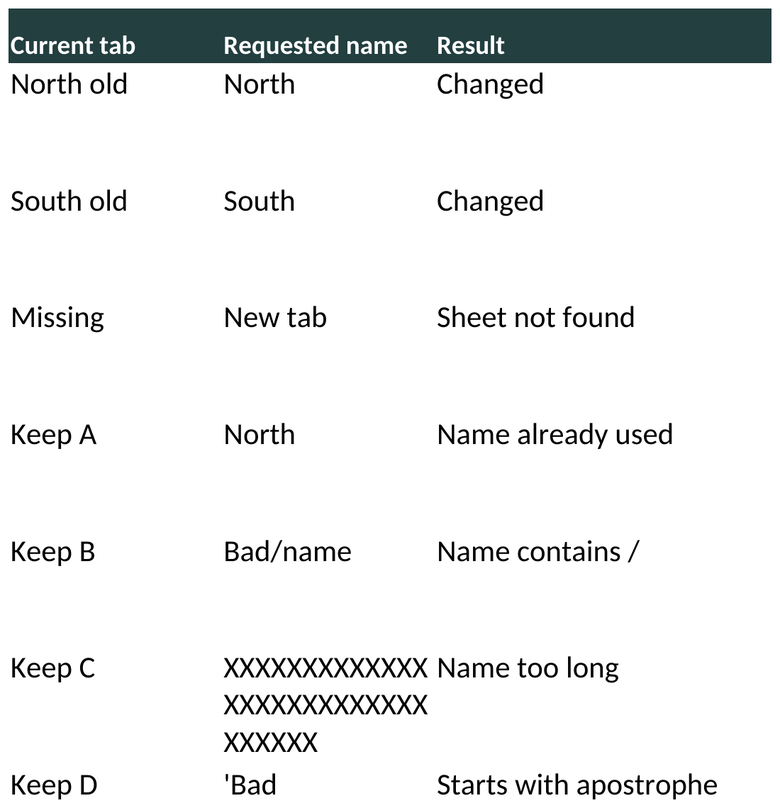 Current tab Requested name Result
North old North Changed
South old South Changed
Missing New tab Sheet not found
Keep A North Name already used
Keep B Bad/name Name contains /
Keep C XXXXXXXXXXXXX Name too long
XXXXXXXXXXXXX
XXXXXX
Keep D 'Bad Starts with apostrophe